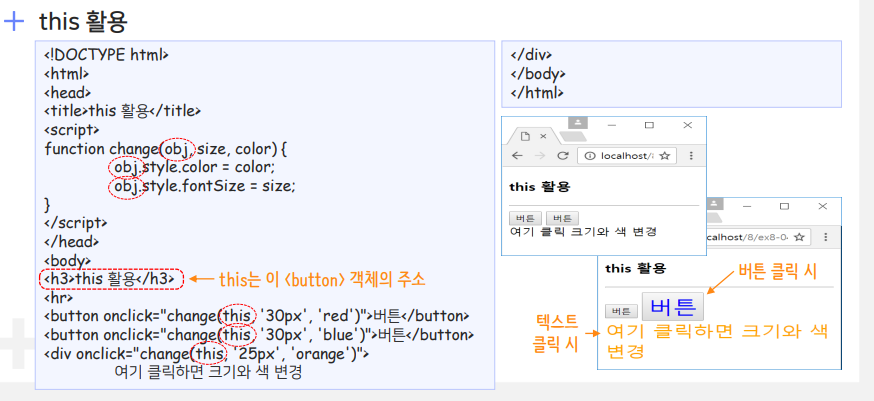 this 활용
<!DOCTYPE html>
<html>
<head>
<title>this 활용</title>
<script>
function change(obj, size, color) {
obj.style.color = color;
obj.style.fontSize = size;
}
</script>
</head>
<body>
<h3>this 활용</h3>
this는 이 <button> 객체의 주소
<hr>
<button onclick="change(this, '30px', 'red')">버튼</button>
<button onclick="change(this, '30px', 'blue')">버튼</button>
<div onclick="change(this, '25px', 'orange')">
여기 클릭하면 크기와 색 변경
</div>
</body>
</html>
localhost/
this 활용
버튼 버튼
여기 클릭 크기와 색 변경
calhost/8/ex8-0
this 활용
버튼 버튼
여기 클릭하면 크기와 색
변경
버튼 클릭 시
텍스트
클릭 시